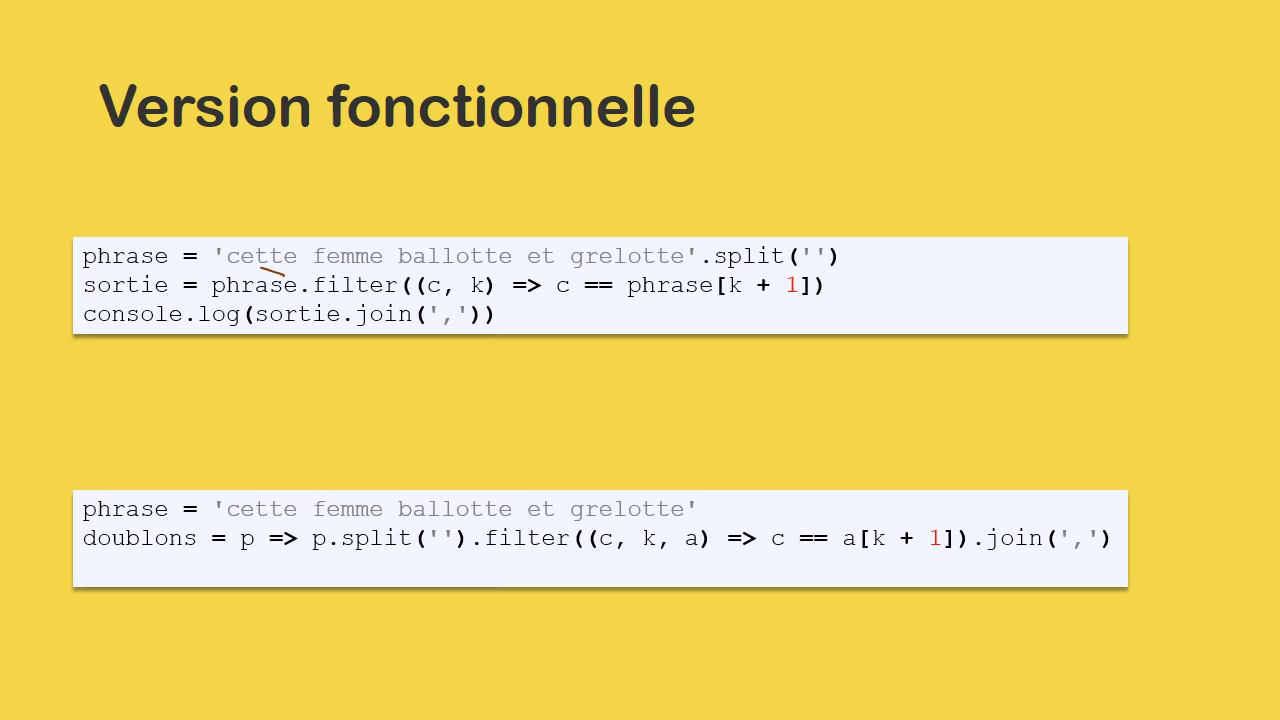 Version fonctionnelle
phrase = 'cette femme ballotte et grelotte'.split('')
sortie = phrase.filter((c, k) => c == phrase[k + 1])
console.log(sortie.join(','))
phrase = 'cette femme ballotte et grelotte'
doublons = p => p.split('').filter((c, k, a) => c == a[k + 1]).join(',')